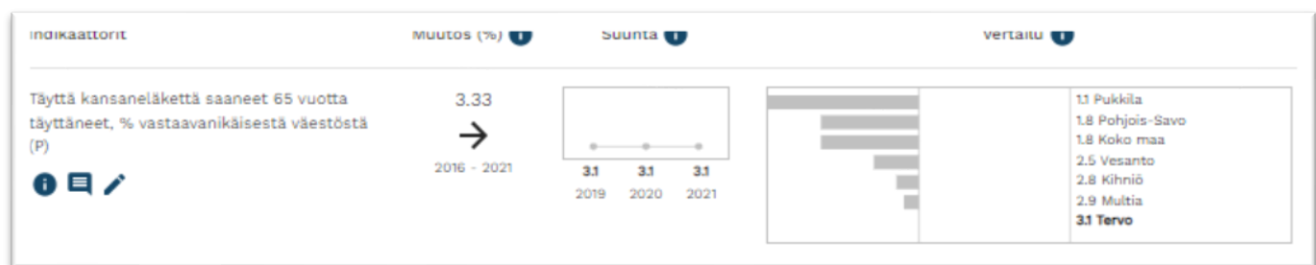 Indikaattorit Muutos (%) Suunta Vertailu
Täyttä kansaneläkettä saaneet 65 vuotta
täyttäneet, % vastaavanikäisestä väestöstä
(P)
3.33
2016 - 2021
3.1 3.1 3.1
2019 2020 2021
1.1 Pukkila
1.8 Pohjois-Savo
1.8 Koko maa
2.5 Vesanto
2.8 Kihniö
2.9 Multia
3.1 Tervo